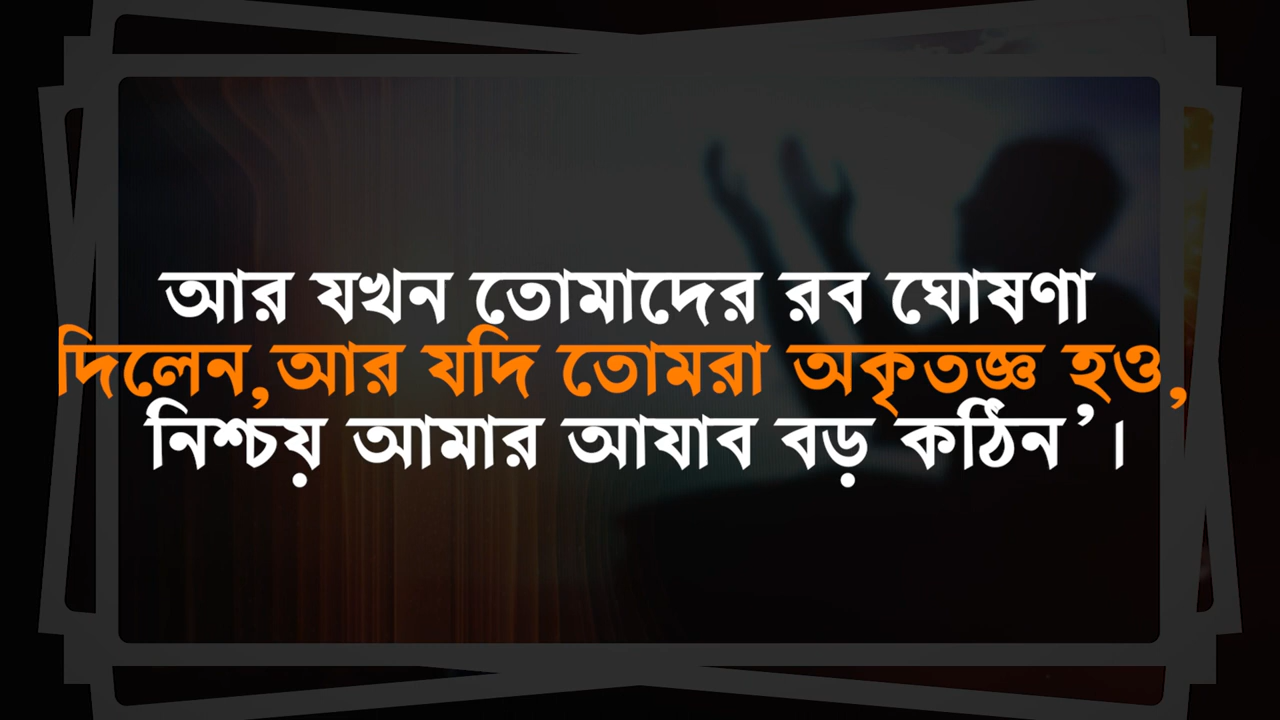 আর যখন তোমাদের রব ঘোষণা
দিলেন,আর যদি তোমরা অকৃতজ্ঞ হও,
নিশ্চয় আমার আযাব বড় কঠিন’।